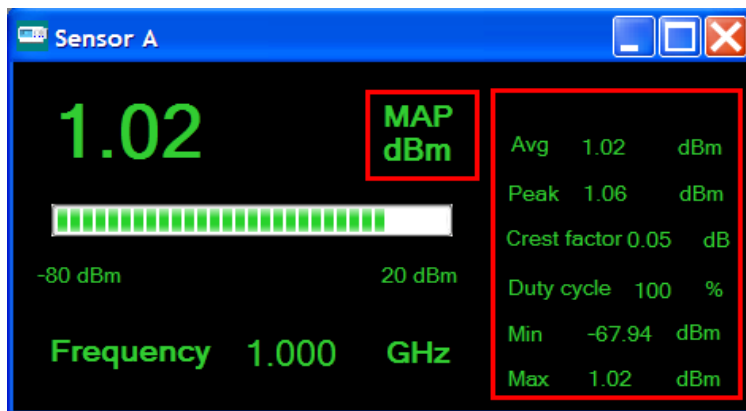 Sensor A
1.02
MAP
dBm
-80 dBm 20 dBm
Frequency 1.000 GHz
Avg 1.02 dBm
Peak 1.06 dBm
Crest factor 0.05 dB
Duty cycle 100 %
Min -67.94 dBm
Max 1.02 dBm